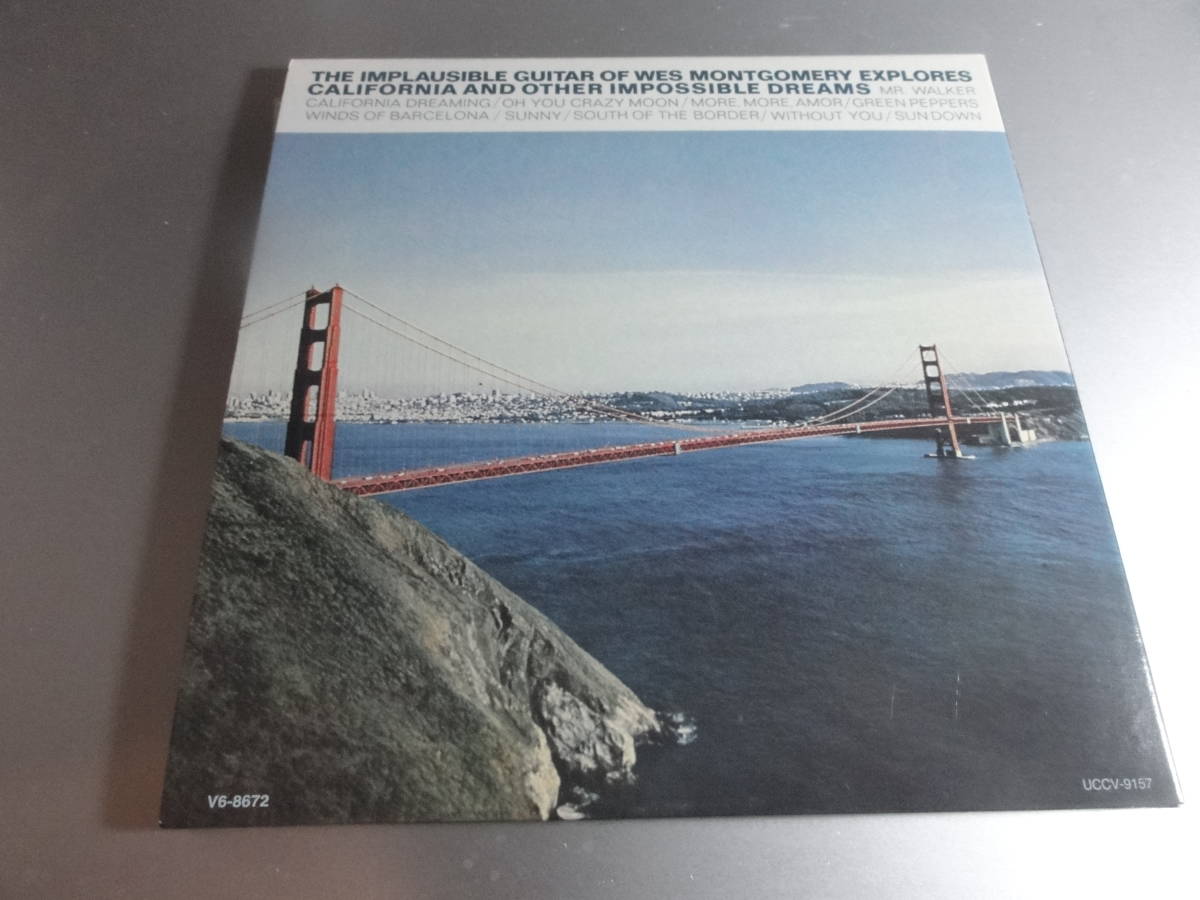 THE IMPLAUSIBLE GUITAR OF WES MONTGOMERY EXPLORES
CALIFORNIA AND OTHER IMPOSSIBLE DREAMS MR. WALKER
CALIFORNIA DREAMING / OH YOU CRAZY MOON / MORE, MORE, AMOR / GREEN PEPPERS
WINDS OF BARCELONA / SUNNY / SOUTH OF THE BORDER / WITHOUT YOU / SUN DOWN
V6-8672
UCCV-9157